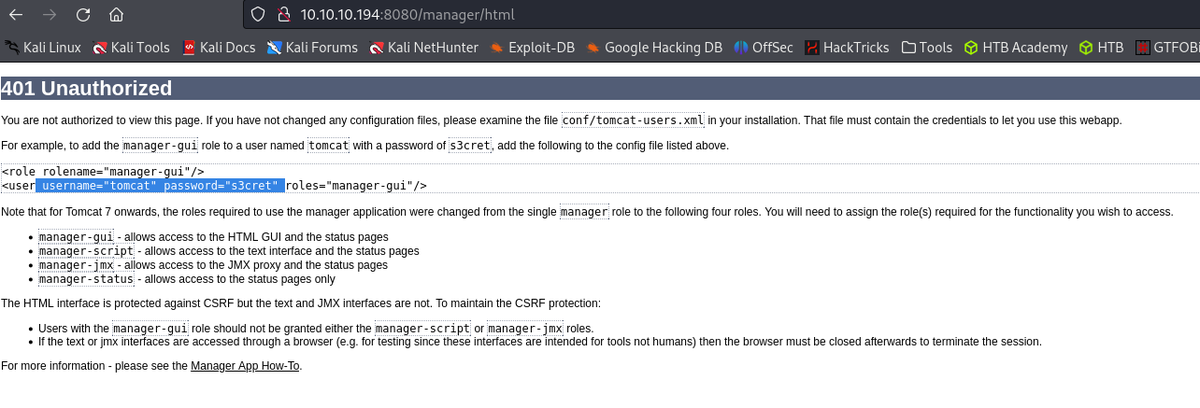 10.10.10.194:8080/manager/html
Kali Linux Kali Tools Kali Docs Kali Forums Kali NetHunter Exploit-DB Google Hacking DB OffSec HackTricks Tools HTB Academy HTB GTFOBi
401 Unauthorized
You are not authorized to view this page. If you have not changed any configuration files, please examine the file conf/tomcat-users.xml in your installation. That file must contain the credentials to let you use this webapp.
For example, to add the manager-gui role to a user named tomcat with a password of s3cret, add the following to the config file listed above.
<role rolename="manager-gui"/>
<user username="tomcat" password="s3cret" roles="manager-gui"/>
Note that for Tomcat 7 onwards, the roles required to use the manager application were changed from the single manager role to the following four roles. You will need to assign the role(s) required for the functionality you wish to access.
• manager-gui - allows access to the HTML GUI and the status pages
• manager-script - allows access to the text interface and the status pages
• manager-jmx - allows access to the JMX proxy and the status pages
• manager-status - allows access to the status pages only
The HTML interface is protected against CSRF but the text and JMX interfaces are not. To maintain the CSRF protection:
• Users with the manager-gui role should not be granted either the manager-script or manager-jmx roles.
• If the text or jmx interfaces are accessed through a browser (e.g. for testing since these interfaces are intended for tools not humans) then the browser must be closed afterwards to terminate the session.
For more information - please see the Manager App How-To.